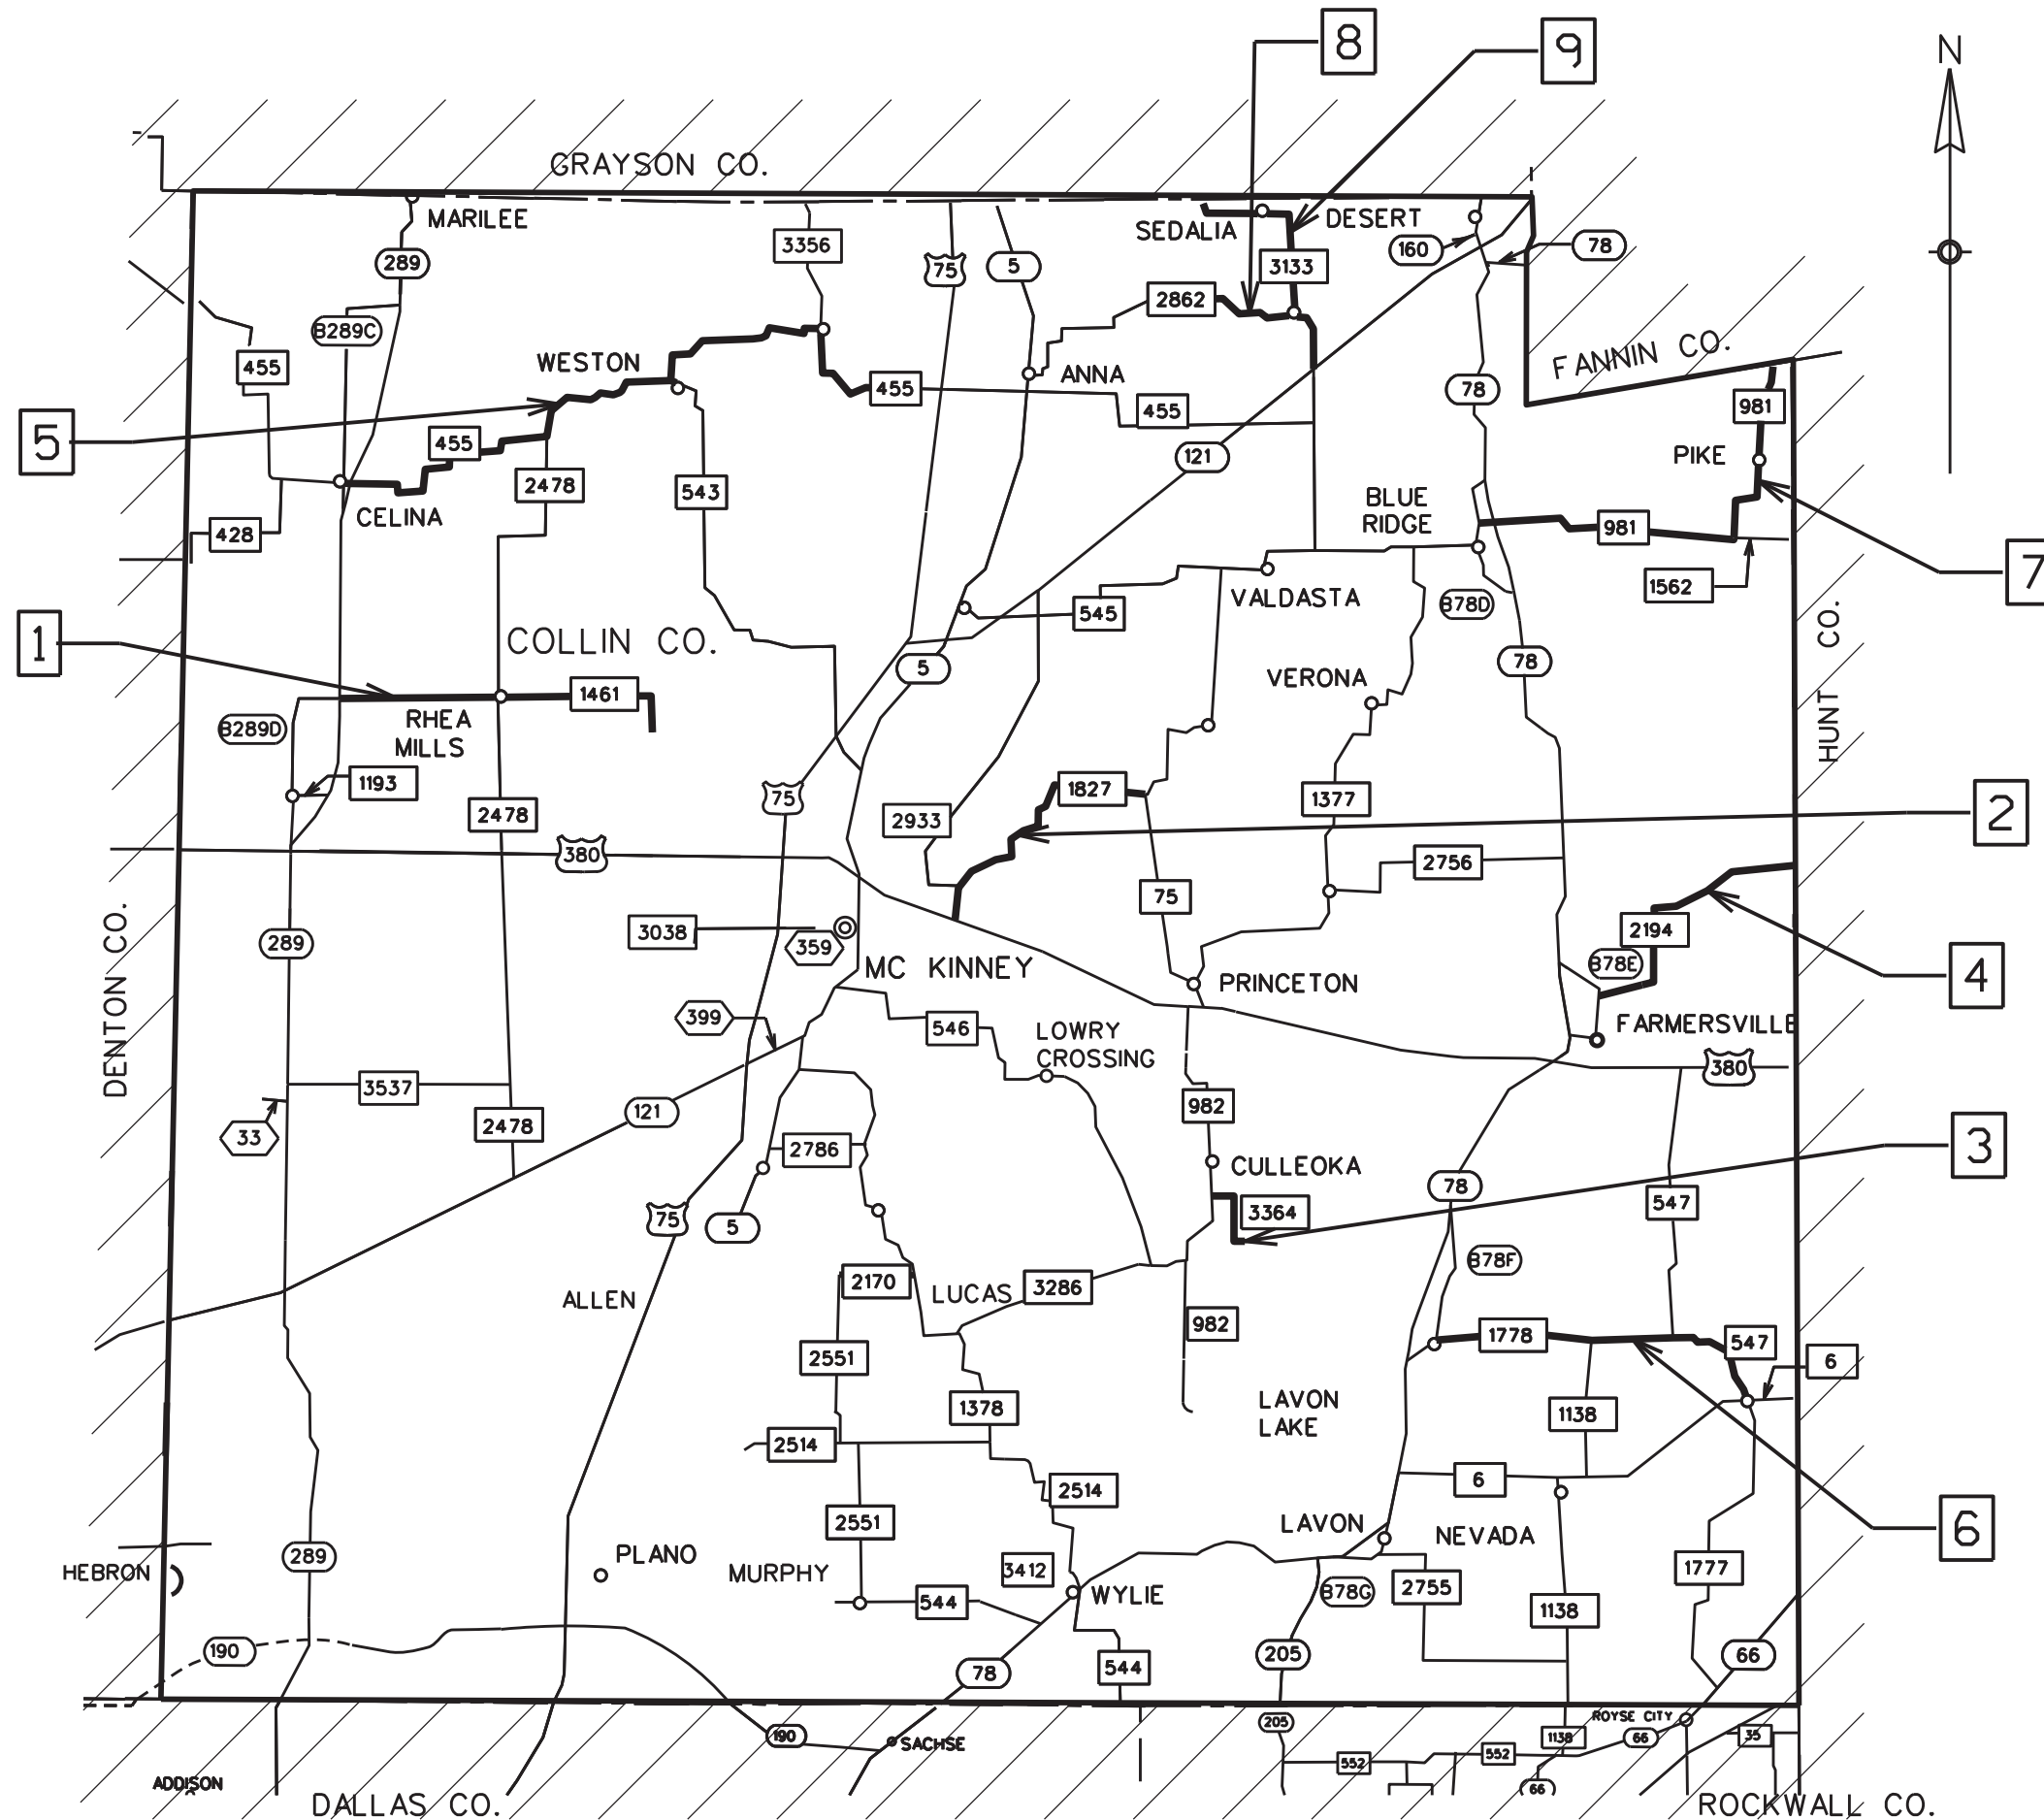 8
9
N
GRAYSON CO.
MARILEE
SEDALIA
DESERT
3356
160
78
289
75
5
3133
2862
B289C
FANNIN CO.
455
WESTON
ANNA
455
78
981
5
455
455
PIKE
121
2478
543
BLUE
RIDGE
CELINA
981
428
7
1562
VALDASTA
B78D
545
1
COLLIN CO.
HUNT CO.
5
78
VERONA
1461
B289D
RHEA
MILLS
1193
1827
75
1377
2478
2933
2
380
2756
75
3038
359
2194
289
B78E
MC KINNEY
4
PRINCETON
DENTON CO.
399
546
LOWRY
CROSSING
FARMERSVILLE
380
3537
982
121
33
2478
2786
3
CULLEOKA
78
547
3364
75
5
B78F
2170
LUCAS
3286
ALLEN
982
1778
547
6
2551
LAVON
LAKE
1378
1138
2514
6
2514
2551
LAVON
NEVADA
6
289
PLANO
HEBRON
MURPHY
3412
1777
B78G
2755
WYLIE
544
1138
190
205
66
78
544
205
ROYSE CITY
190
SACHSE
1138
66
35
552
552
ADDISON
66
DALLAS CO.
ROCKWALL CO.